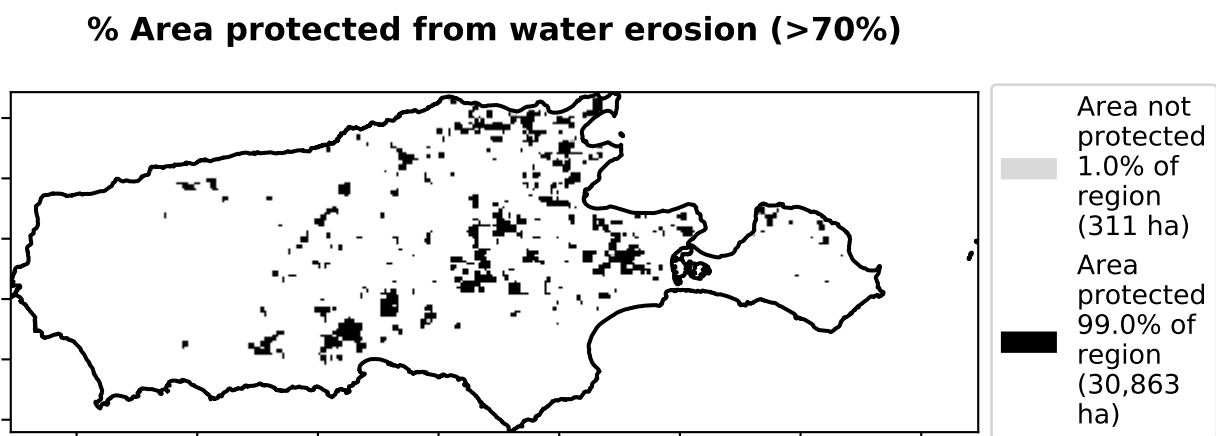 % Area protected from water erosion (>70%)
Area not
protected
1.0% of
region
(311 ha)
Area
protected
99.0% of
region
(30,863
ha)